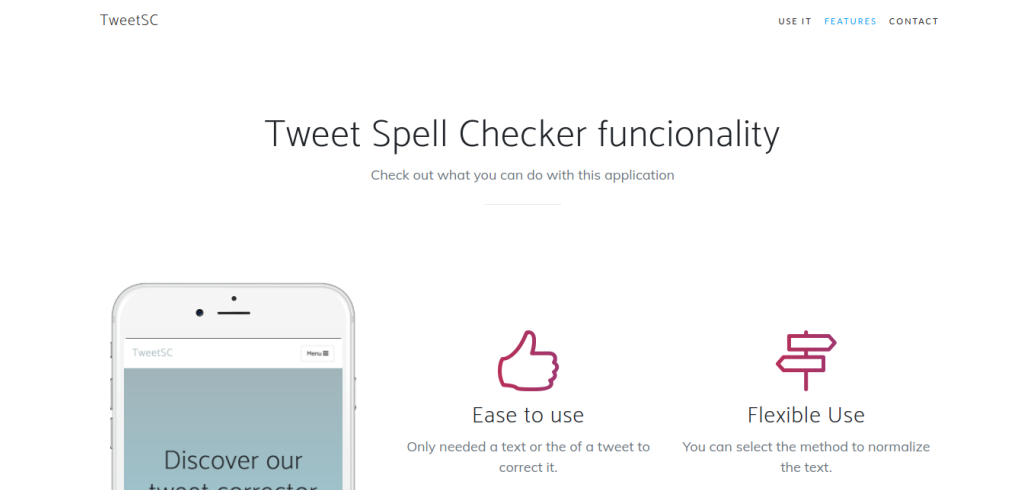 TweetSC
USE IT FEATURES CONTACT
Tweet Spell Checker funcionality
Check out what you can do with this application
TweetSC
Menu
Discover our
tweet corrector
Ease to use
Only needed a text or the of a tweet to
correct it.
Flexible Use
You can select the method to normalize
the text.